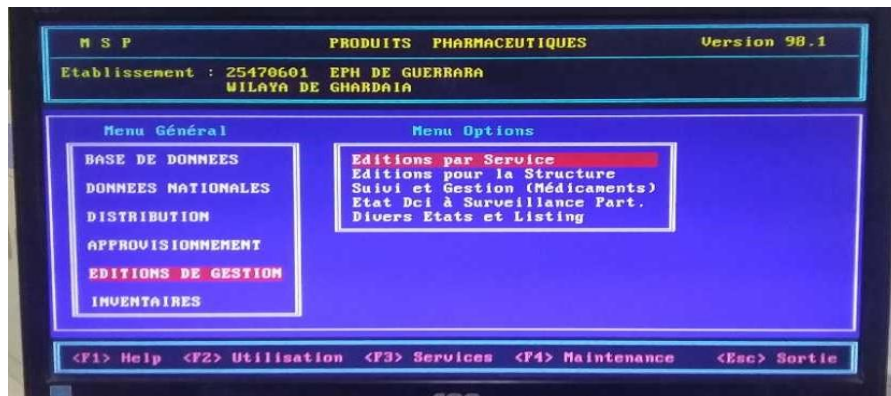 M S P PRODUITS PHARMACEUTIQUES Version 98.1
Etablissement : 25470601 EPH DE GUERRARA
WILAYA DE GHARDAIA
Menu Général
BASE DE DONNEES
DONNEES NATIONALES
DISTRIBUTION
APPROVISIONNEMENT
EDITIONS DE GESTION
INVENTAIRES
Menu Options
Editions par Service
Editions pour la Structure
Suivi et Gestion (Médicaments)
Etat Dci à Surveillance Part.
Divers Etats et Listing
<F1> Help <F2> Utilisation <F3> Services <F4> Maintenance <Esc> Sortie